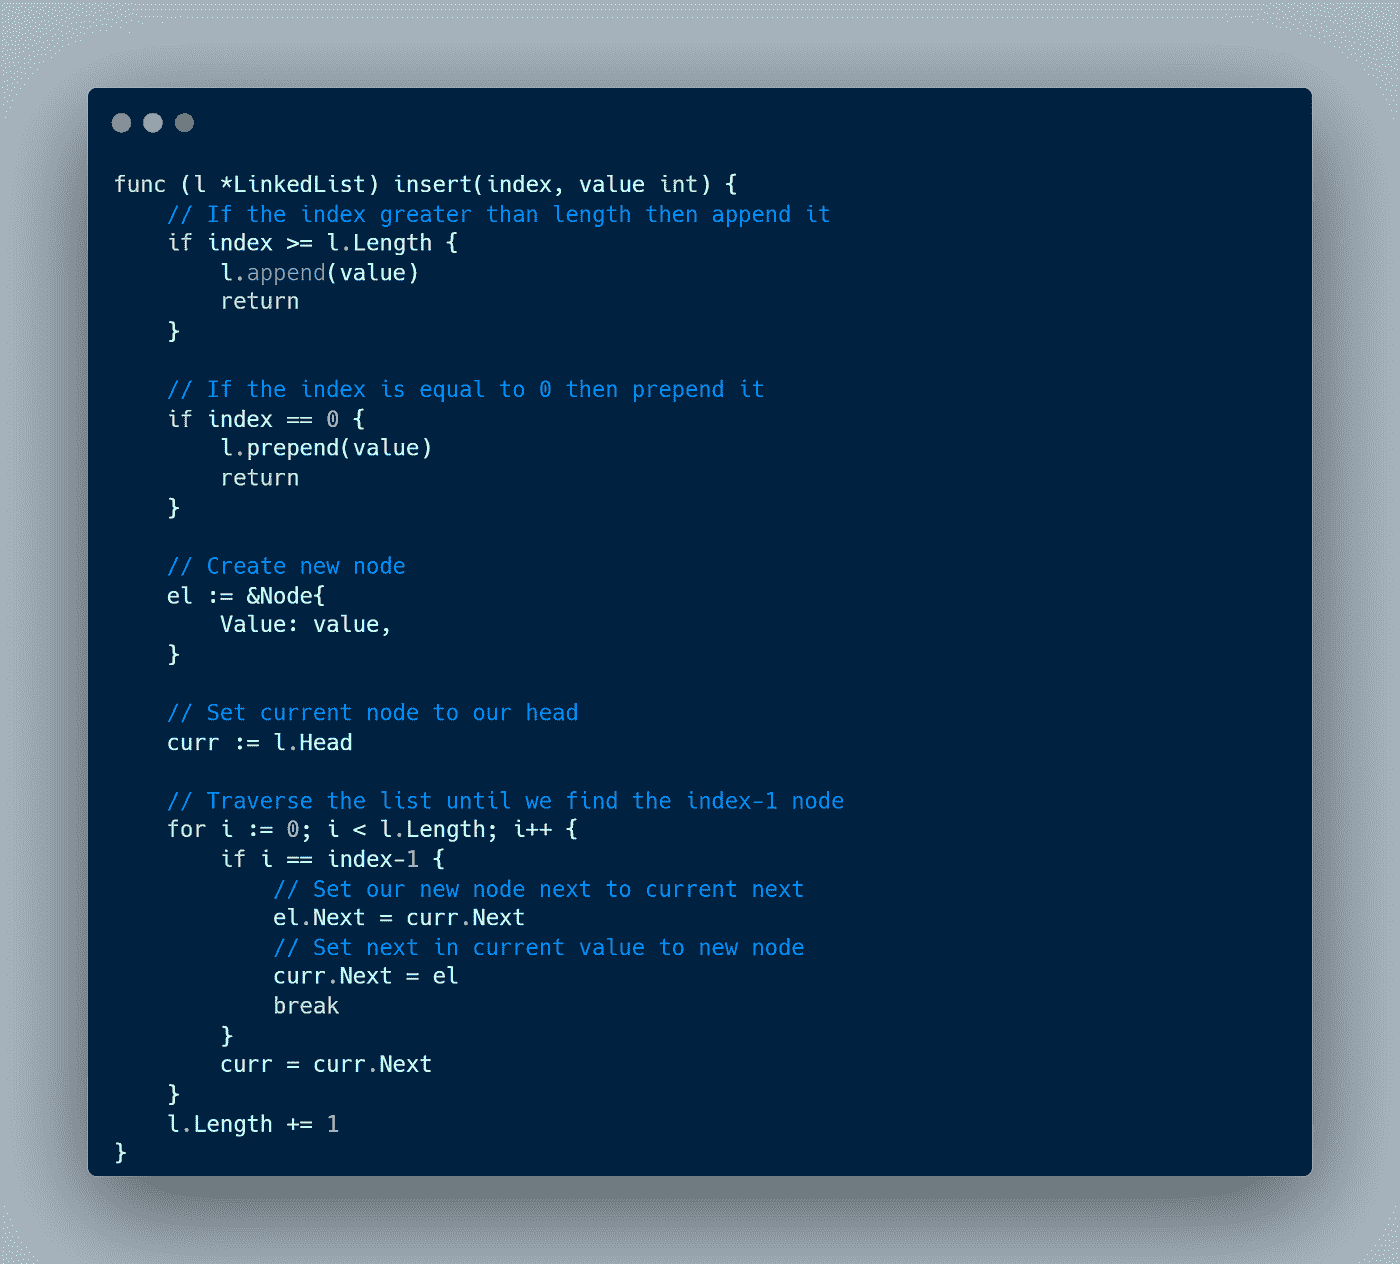 func (l *LinkedList) insert(index, value int) {
    // If the index greater than length then append it
    if index >= l.Length {
        l.append(value)
        return
    }

    // If the index is equal to 0 then prepend it
    if index == 0 {
        l.prepend(value)
        return
    }

    // Create new node
    el := &Node{
        Value: value,
    }

    // Set current node to our head
    curr := l.Head

    // Traverse the list until we find the index-1 node
    for i := 0; i < l.Length; i++ {
        if i == index-1 {
            // Set our new node next to current next
            el.Next = curr.Next
            // Set next in current value to new node
            curr.Next = el
            break
        }
        curr = curr.Next
    }
    l.Length += 1
}